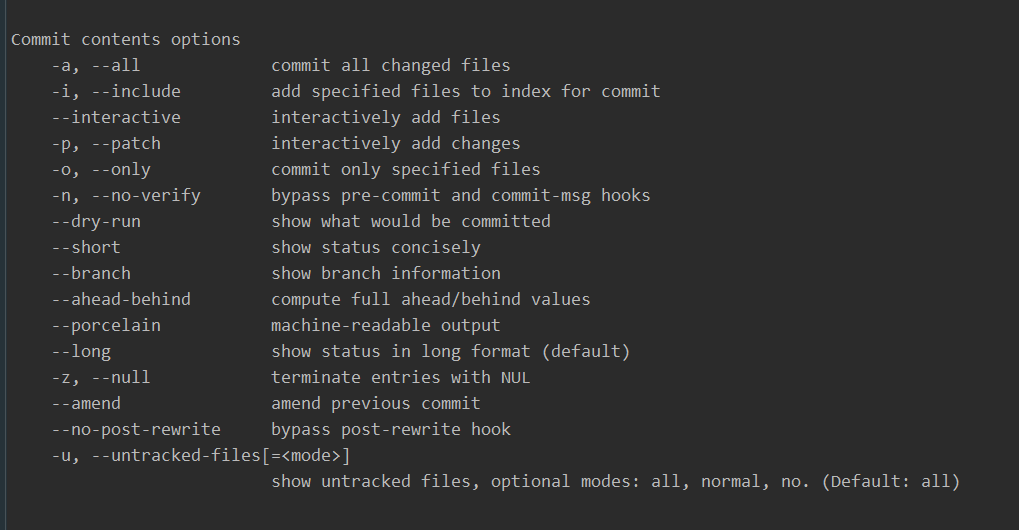 Commit contents options
    -a, --all             commit all changed files
    -i, --include         add specified files to index for commit
    --interactive         interactively add files
    -p, --patch           interactively add changes
    -o, --only            commit only specified files
    -n, --no-verify       bypass pre-commit and commit-msg hooks
    --dry-run             show what would be committed
    --short               show status concisely
    --branch              show branch information
    --ahead-behind        compute full ahead/behind values
    --porcelain           machine-readable output
    --long                show status in long format (default)
    -z, --null            terminate entries with NUL
    --amend               amend previous commit
    --no-post-rewrite     bypass post-rewrite hook
    -u, --untracked-files[=<mode>]
                          show untracked files, optional modes: all, normal, no. (Default: all)